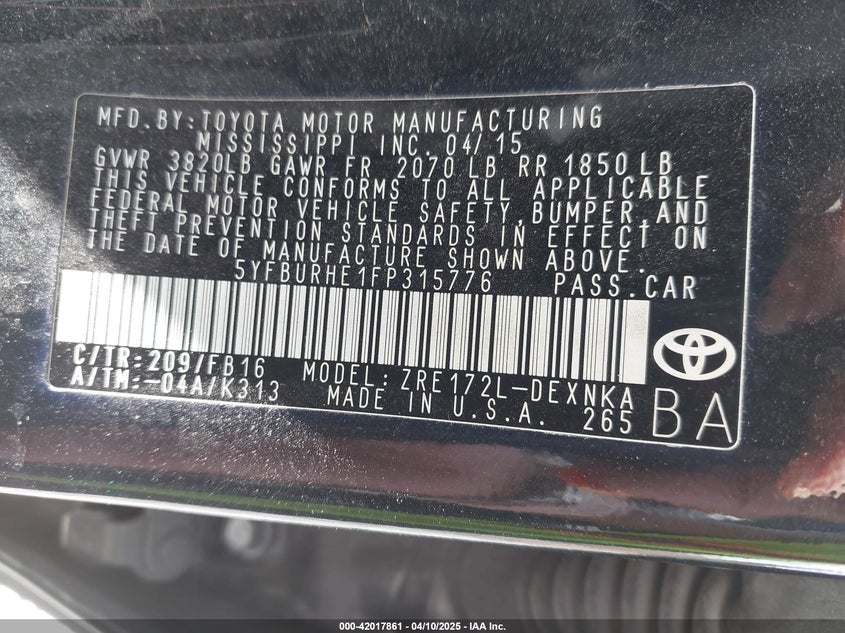 MFD.BY:TOYOTA MOTOR MANUFACTURING
MISSISSIPPI INC. 04/15
GVWR 3820LB GAWR FR 2070 LB RR 1850 LB
THIS VEHICLE CONFORMS TO ALL APPLICABLE
FEDERAL MOTOR VEHICLE SAFETY,BUMPER,AND
THEFT PREVENTION STANDARDS IN EFFECT ON
THE DATE OF MANUFACTURE SHOWN ABOVE.
5YFBURHE1FP315776 PASS.CAR
C/TR:209/FB16 MODEL:ZRE172L-DEXNKA
A/TM:-04A/K313 MADE IN U.S.A. 265
BA
000-42017861 - 04/10/2025 - IAA Inc.